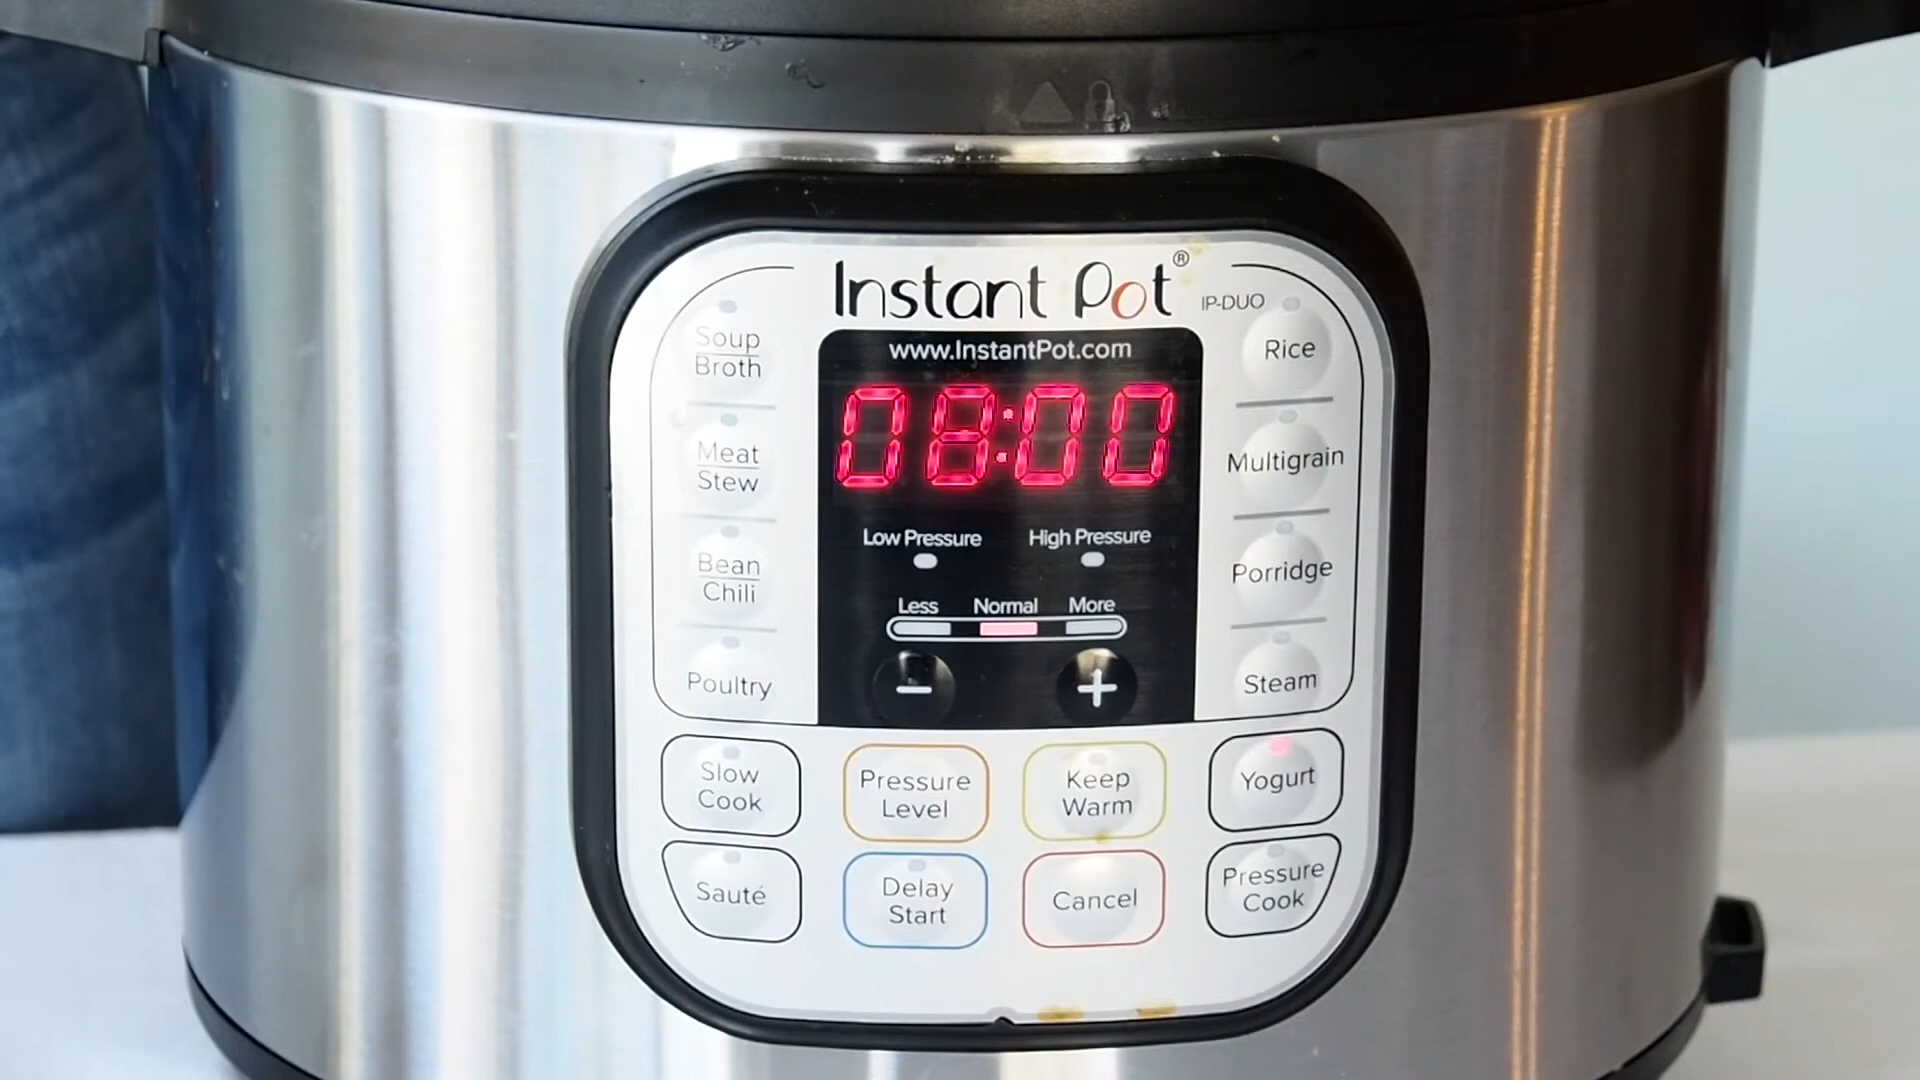 Instant Pot®
IP-DUO
www.InstantPot.com
08:00
Low Pressure
High Pressure
Less
Normal
More
−
+
Soup
Broth
Meat
Stew
Bean
Chili
Poultry
Rice
Multigrain
Porridge
Steam
Slow
Cook
Pressure
Level
Keep
Warm
Yogurt
Sauté
Delay
Start
Cancel
Pressure
Cook